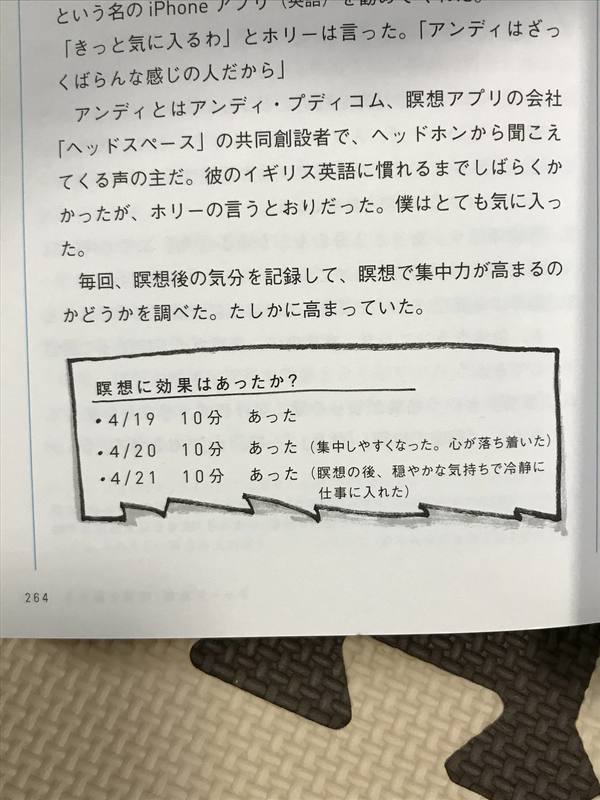 という名の iPhone アプリ（英語）を勧めてくれた。
「きっと気に入るわ」とホリーは言った。「アンディはざっ
くばらんな感じの人だから」
アンディとはアンディ・プディコム、瞑想アプリの会社
「ヘッドスペース」の共同創設者で、ヘッドホンから聞こえ
てくる声の主だ。彼のイギリス英語に慣れるまでしばらくか
かったが、ホリーの言うとおりだった。僕はとても気に入っ
た。
毎回、瞑想後の気分を記録して、瞑想で集中力が高まるの
かどうかを調べた。たしかに高まっていた。
瞑想に効果はあったか？
・4/19 10分 あった
・4/20 10分 あった（集中しやすくなった。心が落ち着いた）
・4/21 10分 あった（瞑想の後、穏やかな気持ちで冷静に
仕事に入れた）
264